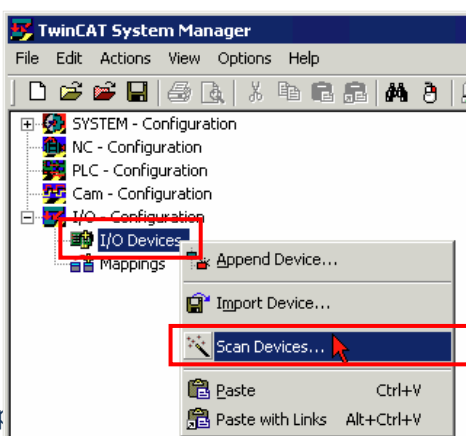 TwinCAT System Manager
File Edit Actions View Options Help
SYSTEM - Configuration
NC - Configuration
PLC - Configuration
Cam - Configuration
I/O - Configuration
I/O Devices
Mappings
Append Device...
Import Device...
Scan Devices...
Paste Ctrl+V
Paste with Links Alt+Ctrl+V